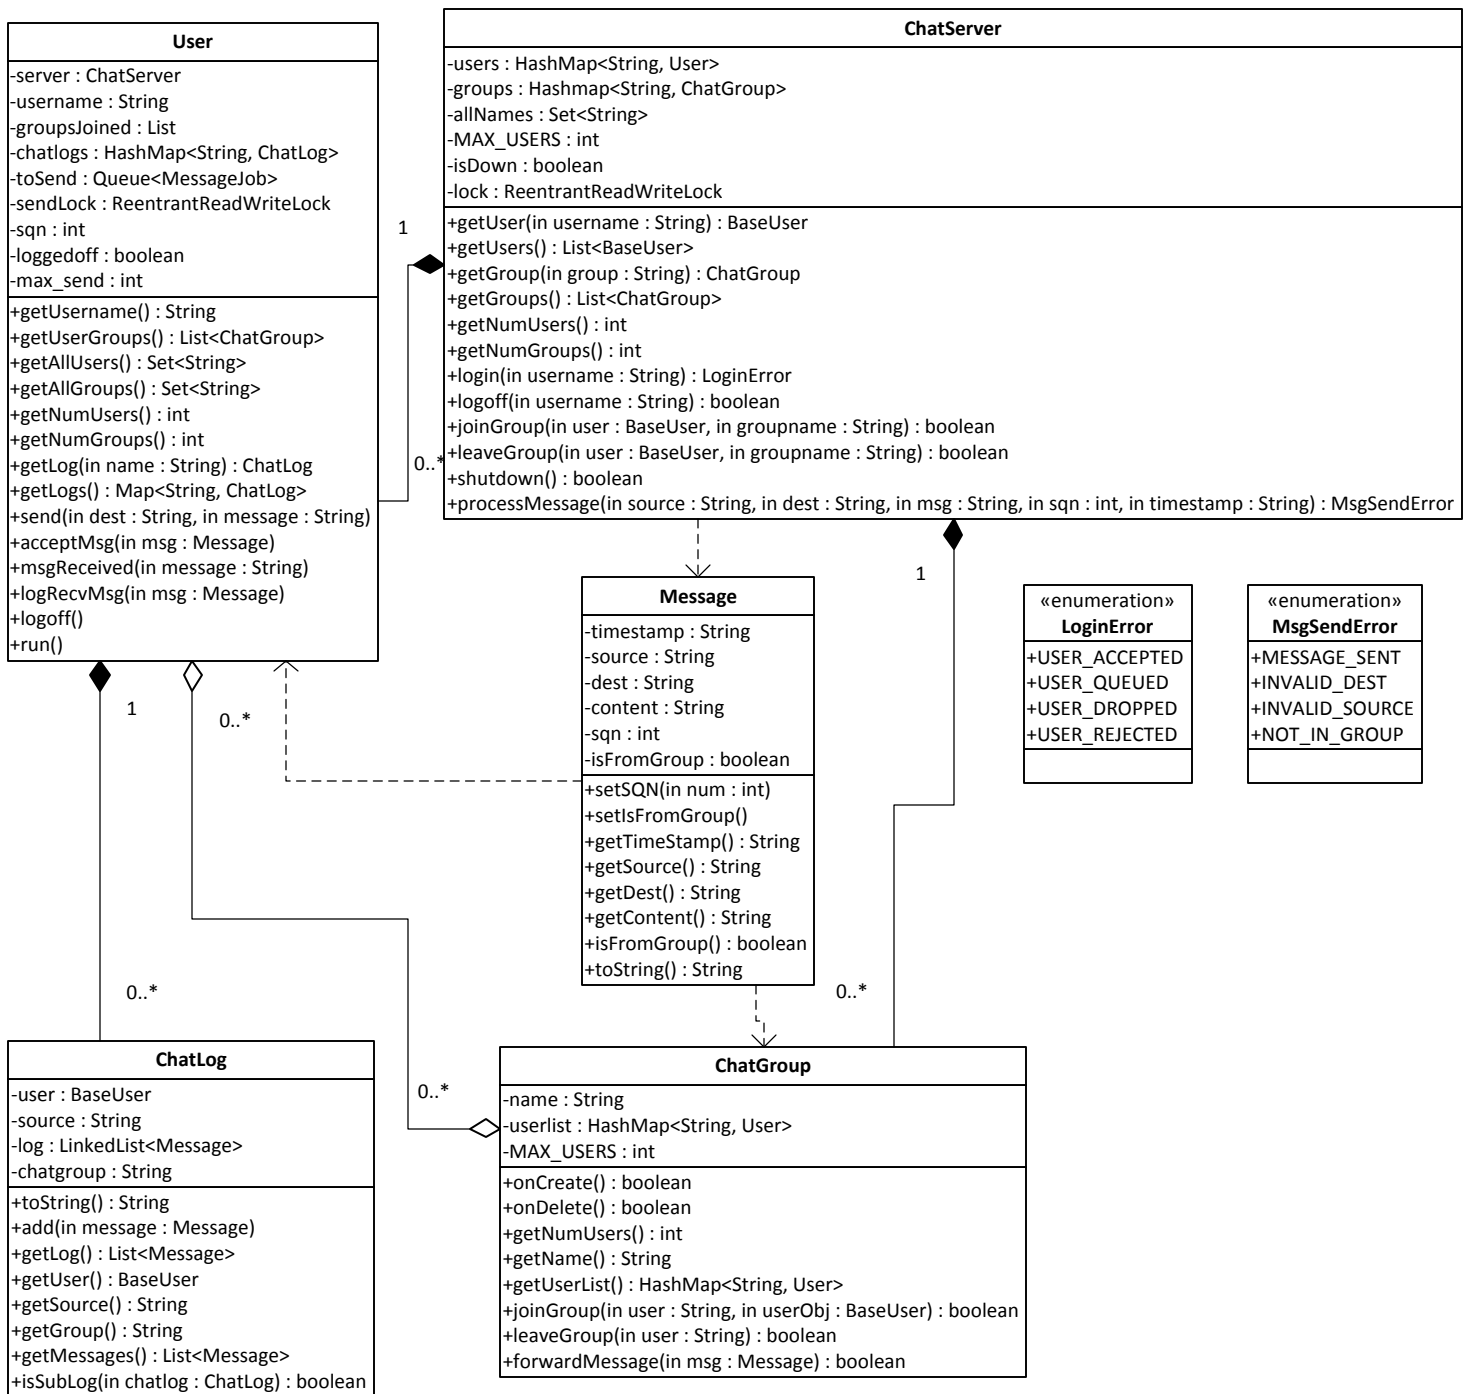 User
-server : ChatServer
-username : String
-groupsJoined : List
-chatlogs : HashMap<String, ChatLog>
-toSend : Queue<MessageJob>
-sendLock : ReentrantReadWriteLock
-sqn : int
-loggedoff : boolean
-max_send : int
+getUsername() : String
+getUserGroups() : List<ChatGroup>
+getAllUsers() : Set<String>
+getAllGroups() : Set<String>
+getNumUsers() : int
+getNumGroups() : int
+getLog(in name : String) : ChatLog
+getLogs() : Map<String, ChatLog>
+send(in dest : String, in message : String)
+acceptMsg(in msg : Message)
+msgReceived(in message : String)
+logRecvMsg(in msg : Message)
+logoff()
+run()
1
0..*
ChatServer
-users : HashMap<String, User>
-groups : Hashmap<String, ChatGroup>
-allNames : Set<String>
-MAX_USERS : int
-isDown : boolean
-lock : ReentrantReadWriteLock
+getUser(in username : String) : BaseUser
+getUsers() : List<BaseUser>
+getGroup(in group : String) : ChatGroup
+getGroups() : List<ChatGroup>
+getNumUsers() : int
+getNumGroups() : int
+login(in username : String) : LoginError
+logoff(in username : String) : boolean
+joinGroup(in user : BaseUser, in groupname : String) : boolean
+leaveGroup(in user : BaseUser, in groupname : String) : boolean
+shutdown() : boolean
+processMessage(in source : String, in dest : String, in msg : String, in sqn : int, in timestamp : String) : MsgSendError
1
0..*
Message
-timestamp : String
-source : String
-dest : String
-content : String
-sqn : int
-isFromGroup : boolean
+setSQN(in num : int)
+setIsFromGroup()
+getTimeStamp() : String
+getSource() : String
+getDest() : String
+getContent() : String
+isFromGroup() : boolean
+toString() : String
1
0..*
«enumeration»
LoginError
+USER_ACCEPTED
+USER_QUEUED
+USER_DROPPED
+USER_REJECTED
«enumeration»
MsgSendError
+MESSAGE_SENT
+INVALID_DEST
+INVALID_SOURCE
+NOT_IN_GROUP
0..*
0..*
ChatLog
-user : BaseUser
-source : String
-log : LinkedList<Message>
-chatgroup : String
+toString() : String
+add(in message : Message)
+getLog() : List<Message>
+getUser() : BaseUser
+getSource() : String
+getGroup() : String
+getMessages() : List<Message>
+isSubLog(in chatlog : ChatLog) : boolean
ChatGroup
-name : String
-userlist : HashMap<String, User>
-MAX_USERS : int
+onCreate() : boolean
+onDelete() : boolean
+getNumUsers() : int
+getName() : String
+getUserList() : HashMap<String, User>
+joinGroup(in user : String, in userObj : BaseUser) : boolean
+leaveGroup(in user : String) : boolean
+forwardMessage(in msg : Message) : boolean